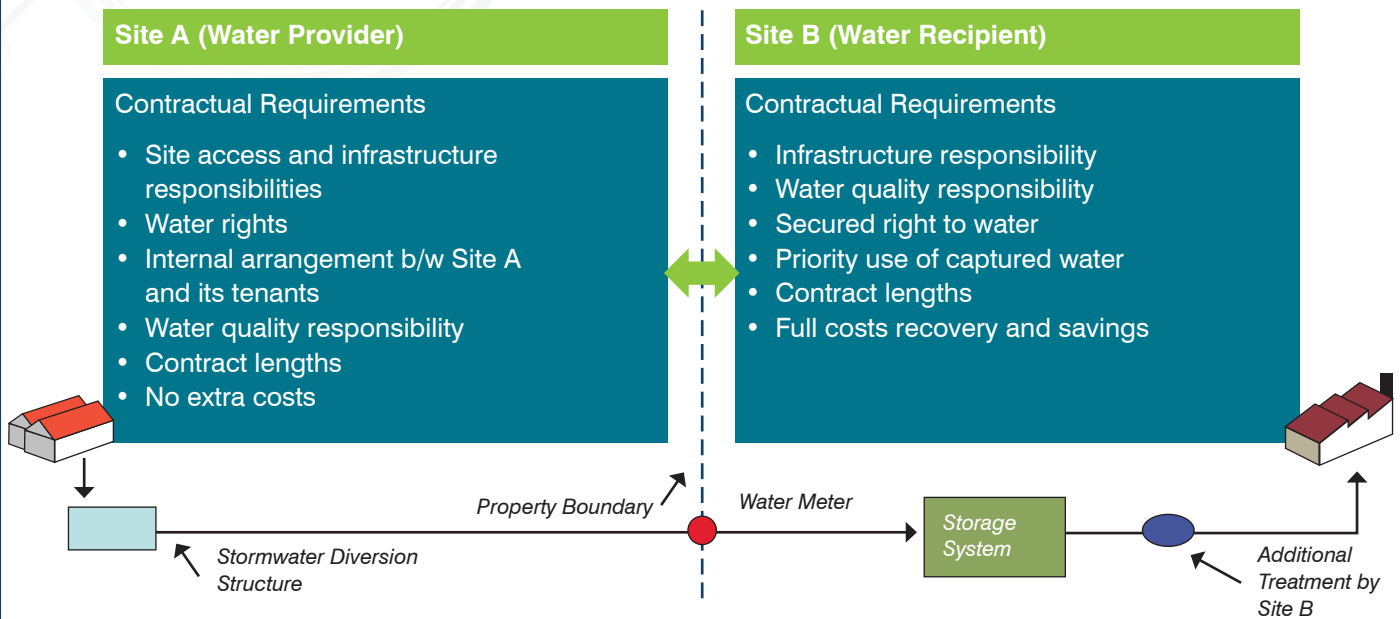 Site A (Water Provider)
Contractual Requirements
• Site access and infrastructure
responsibilities
• Water rights
• Internal arrangement b/w Site A
and its tenants
• Water quality responsibility
• Contract lengths
• No extra costs
Site B (Water Recipient)
Contractual Requirements
• Infrastructure responsibility
• Water quality responsibility
• Secured right to water
• Priority use of captured water
• Contract lengths
• Full costs recovery and savings
Stormwater Diversion
Structure
Property Boundary
Water Meter
Storage
System
Additional
Treatment by
Site B